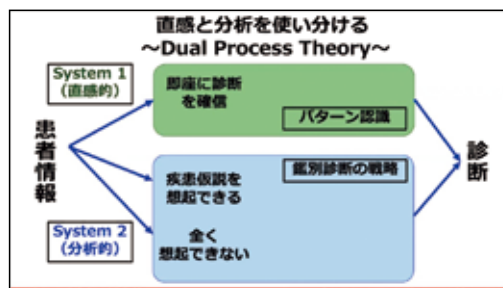 直感と分析を使い分ける
～Dual Process Theory～
System 1
（直感的）
即座に診断
を確信
パターン認識
患者情報
疾患仮説を
想起できる
鑑別診断の戦略
診断
System 2
（分析的）
全く
想起できない